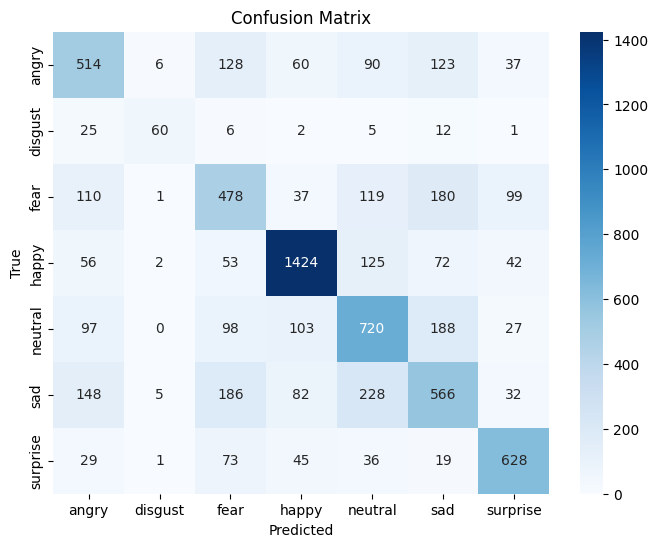 Confusion Matrix
True
angry 514 6 128 60 90 123 37
disgust 25 60 6 2 5 12 1
fear 110 1 478 37 119 180 99
happy 56 2 53 1424 125 72 42
neutral 97 0 98 103 720 188 27
sad 148 5 186 82 228 566 32
surprise 29 1 73 45 36 19 628
angry disgust fear happy neutral sad surprise
Predicted
1400
1200
1000
800
600
400
200
0